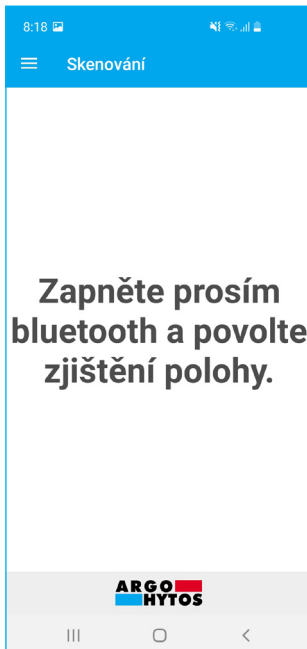 8:18
Skenování
Zapněte prosím
bluetooth a povolte
zjištění polohy.
ARGO
HYTOS